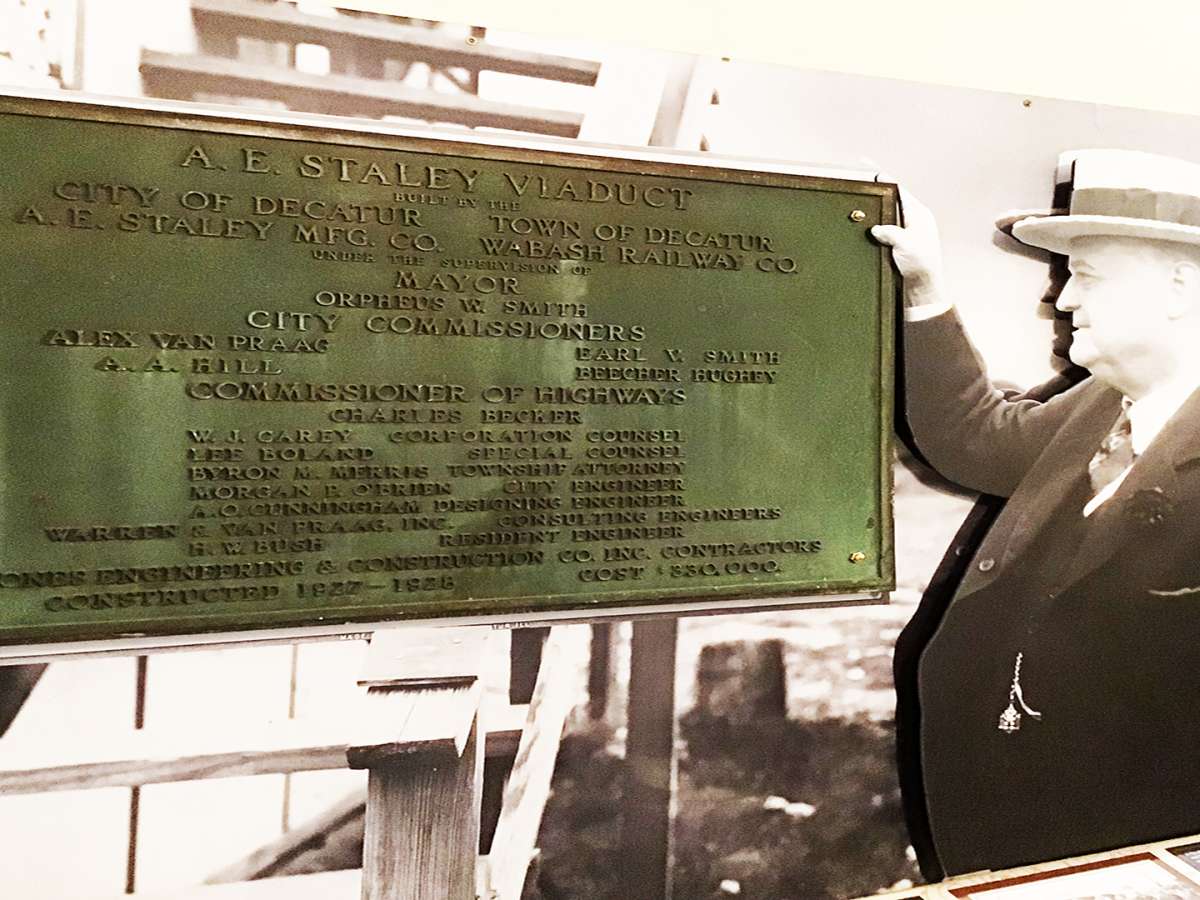 A. E. STALEY VIADUCT
BUILT BY THE
CITY OF DECATUR TOWN OF DECATUR
A. E. STALEY MFG. CO. WABASH RAILWAY CO.
UNDER THE SUPERVISION OF
MAYOR
ORPHEUS W. SMITH
CITY COMMISSIONERS
ALEX VAN PRAAG EARL V. SMITH
A. A. HILL BEECHER HUGHEY
COMMISSIONER OF HIGHWAYS
CHARLES BECKER
W. J. CAREY CORPORATION COUNSEL
LEE BOLAND SPECIAL COUNSEL
BYRON M. MERRIS TOWNSHIP ATTORNEY
MORGAN P. O'BRIEN CITY ENGINEER
A. O. CUNNINGHAM DESIGNING ENGINEER
WARREN VAN PRAAG, INC. CONSULTING ENGINEERS
H. W. BUSH RESIDENT ENGINEER
ONES ENGINEERING & CONSTRUCTION CO. INC. CONTRACTORS
CONSTRUCTED 1927-1928 COST $330,000.